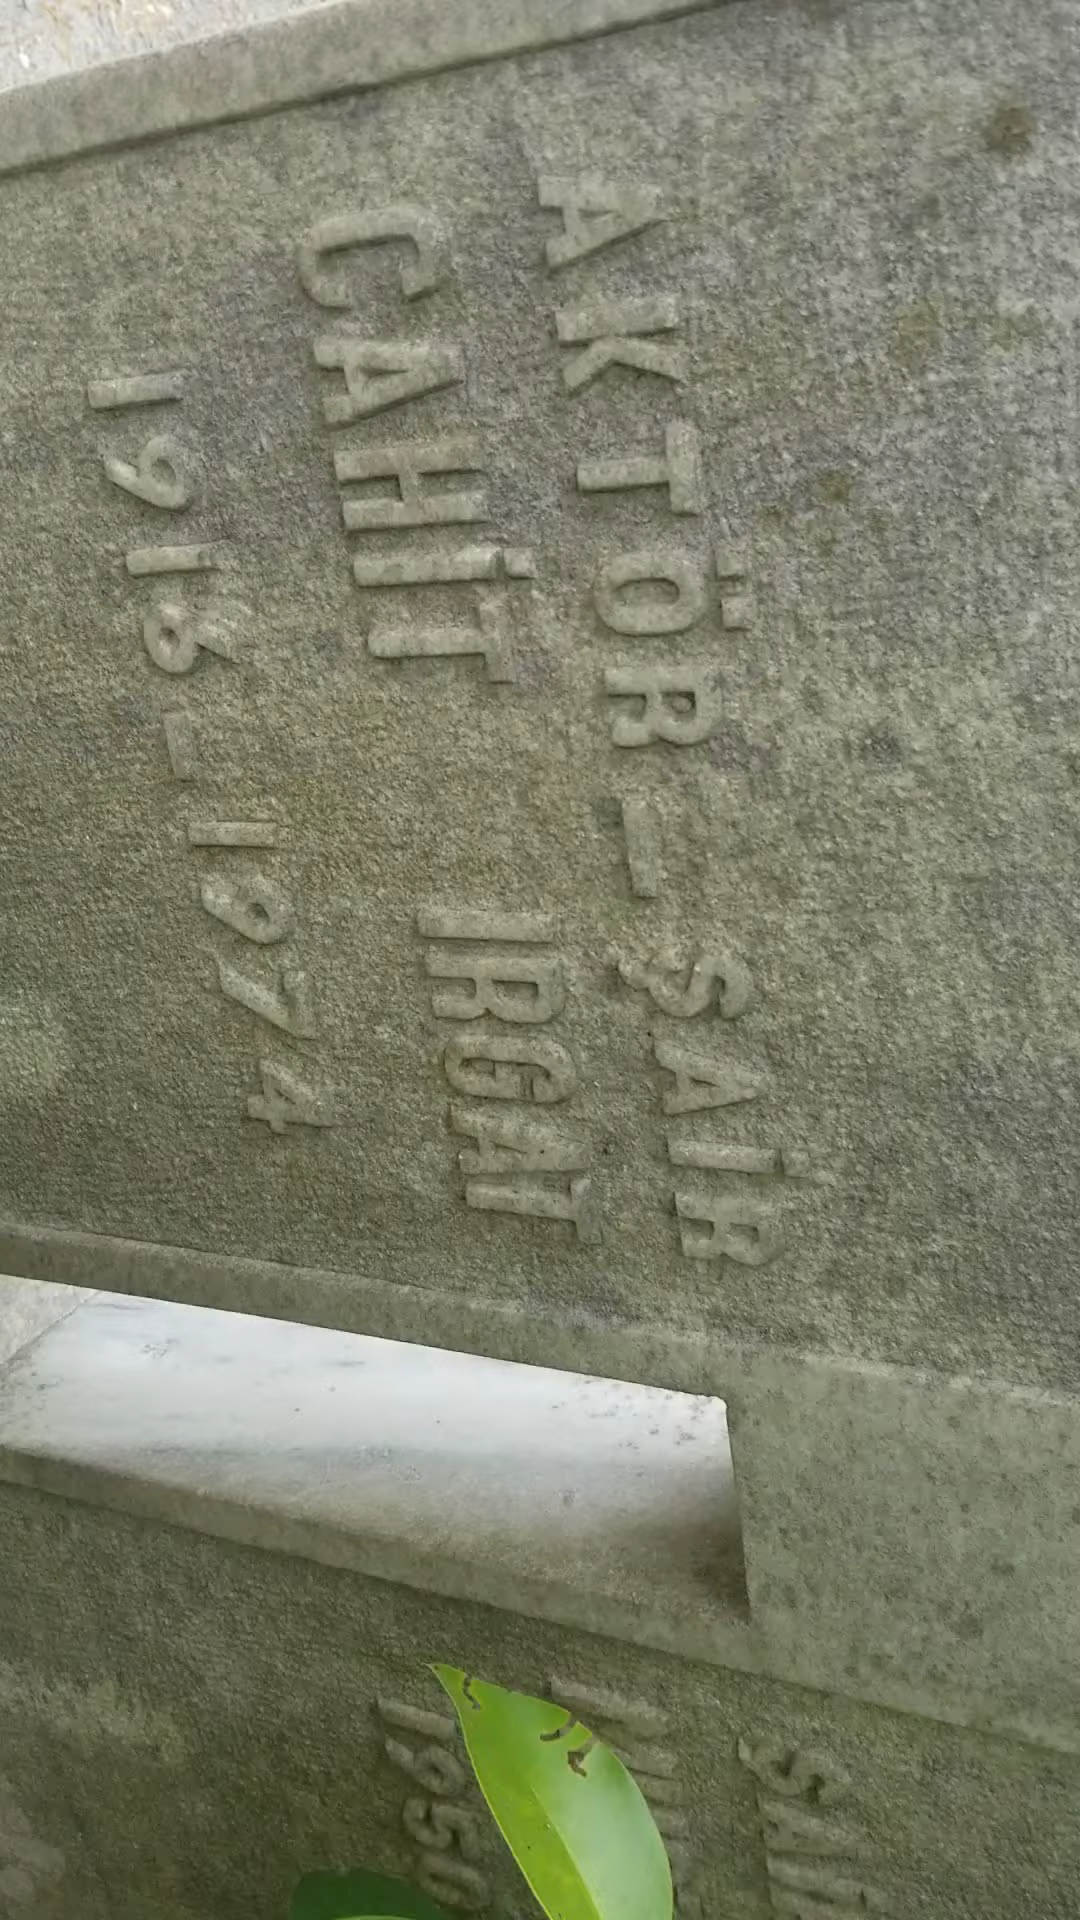 AKTÖR – ŞAİR
CAHİT IRGAT
1916 – 1974